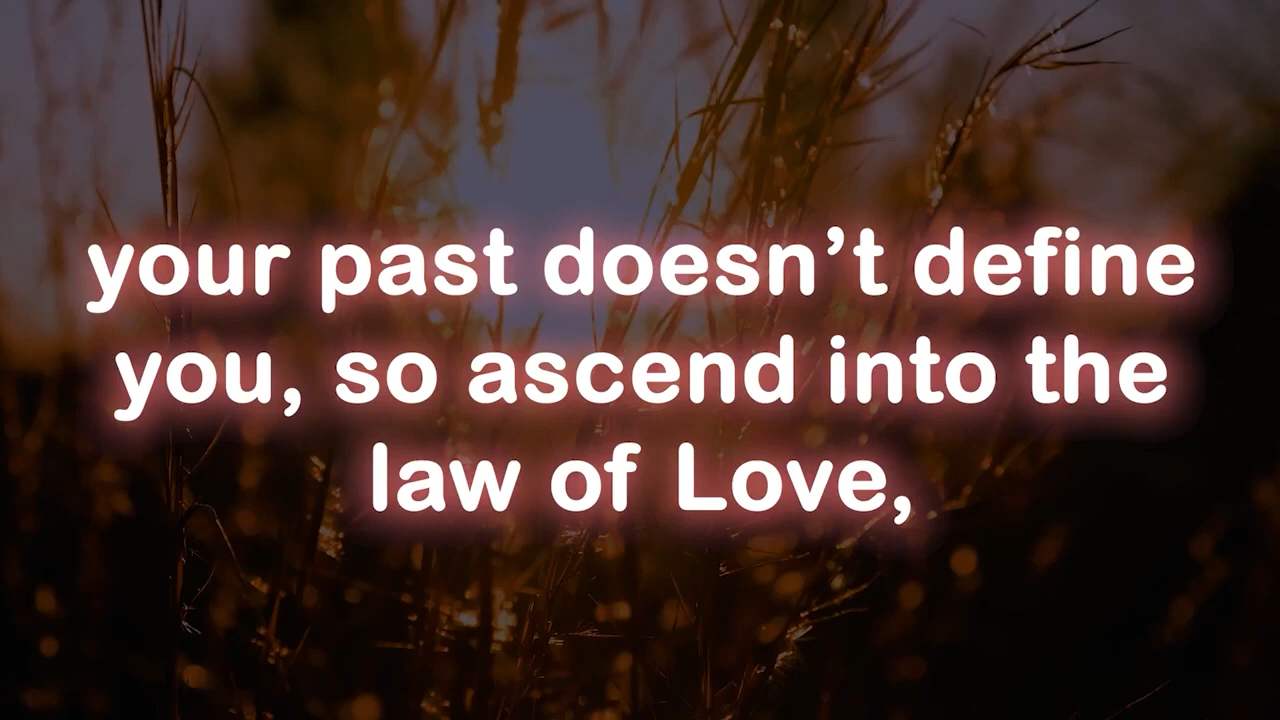 your past doesn’t define
you, so ascend into the
law of Love,